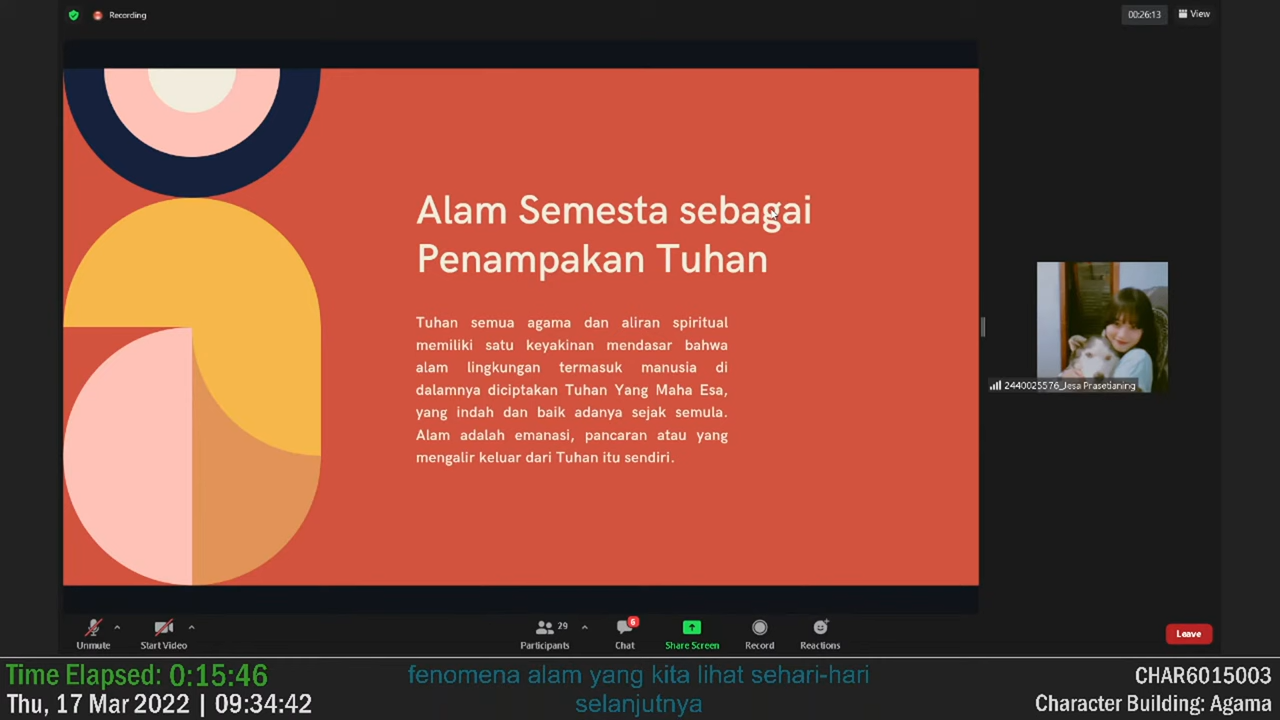 Recording
00:26:13
View
Alam Semesta sebagai
Penampakan Tuhan
Tuhan semua agama dan aliran spiritual
memiliki satu keyakinan mendasar bahwa
alam lingkungan termasuk manusia di
dalamnya diciptakan Tuhan Yang Maha Esa,
yang indah dan baik adanya sejak semula.
Alam adalah emanasi, pancaran atau yang
mengalir keluar dari Tuhan itu sendiri.
2440025576_Jesa Prasetianing
Unmute
Start Video
29
Participants
6
Chat
Share Screen
Record
Reactions
Leave
Time Elapsed: 0:15:46
Thu, 17 Mar 2022 | 09:34:42
fenomena alam yang kita lihat sehari-hari
selanjutnya
CHAR6015003
Character Building: Agama